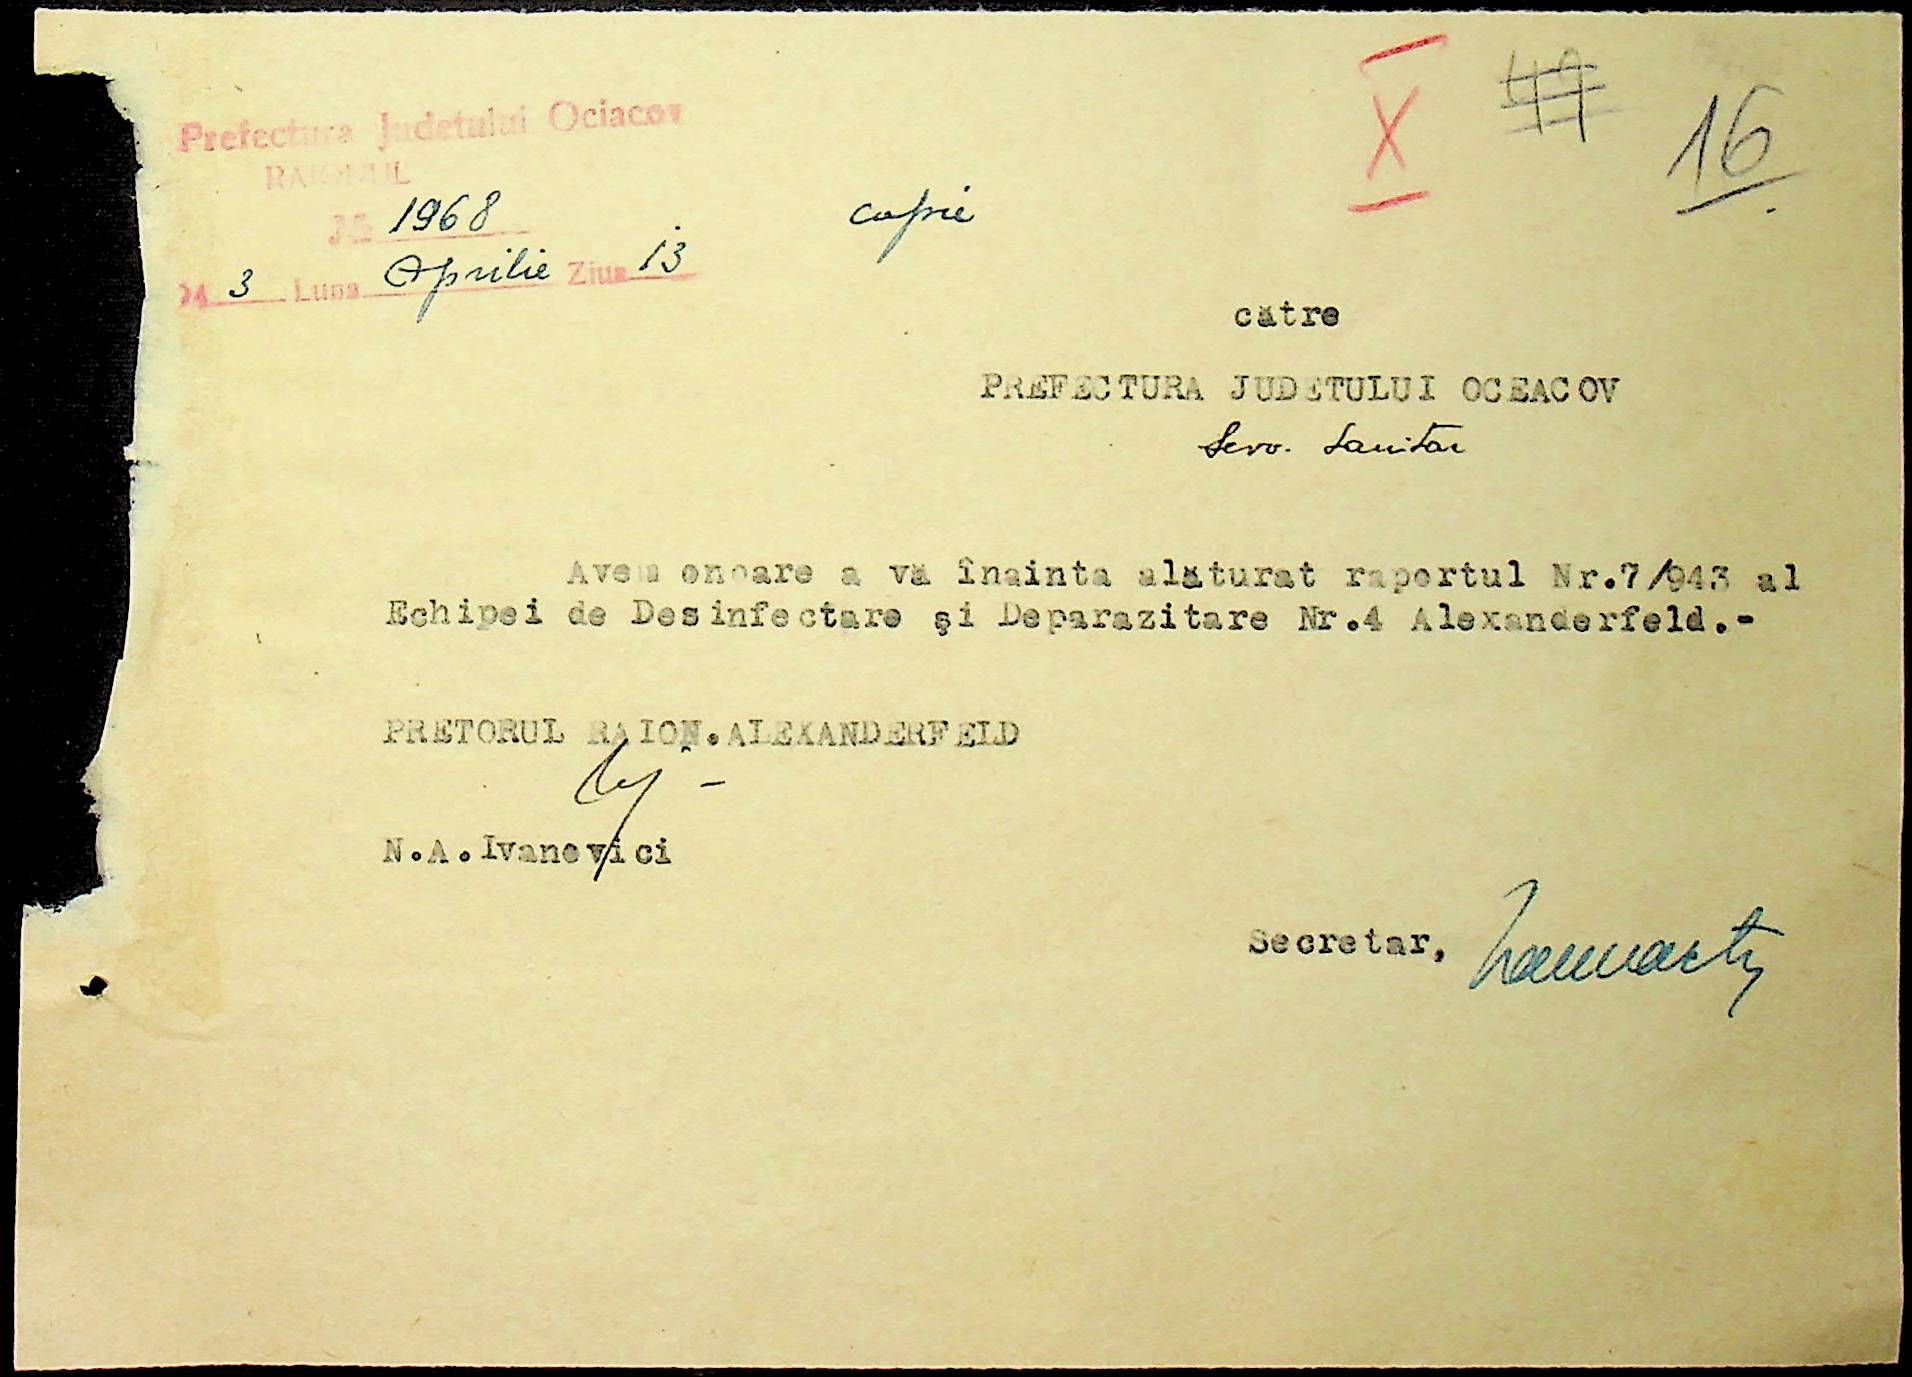 Prefectura Judetului Ociacov
RAIONUL
1968
copie
X
16
94 3 Luna Aprilie Ziua 13
către
PREFECTURA JUDETULUI OCEACOV
Serv. Sanitar
Avem onoare a vă înainta alăturat raportul Nr.7/943 al
Echipei de Desinfectare şi Deparazitare Nr.4 Alexanderfeld.-
PRETORUL RAION.ALEXANDERFELD
N.A.Ivanovici
Secretar,